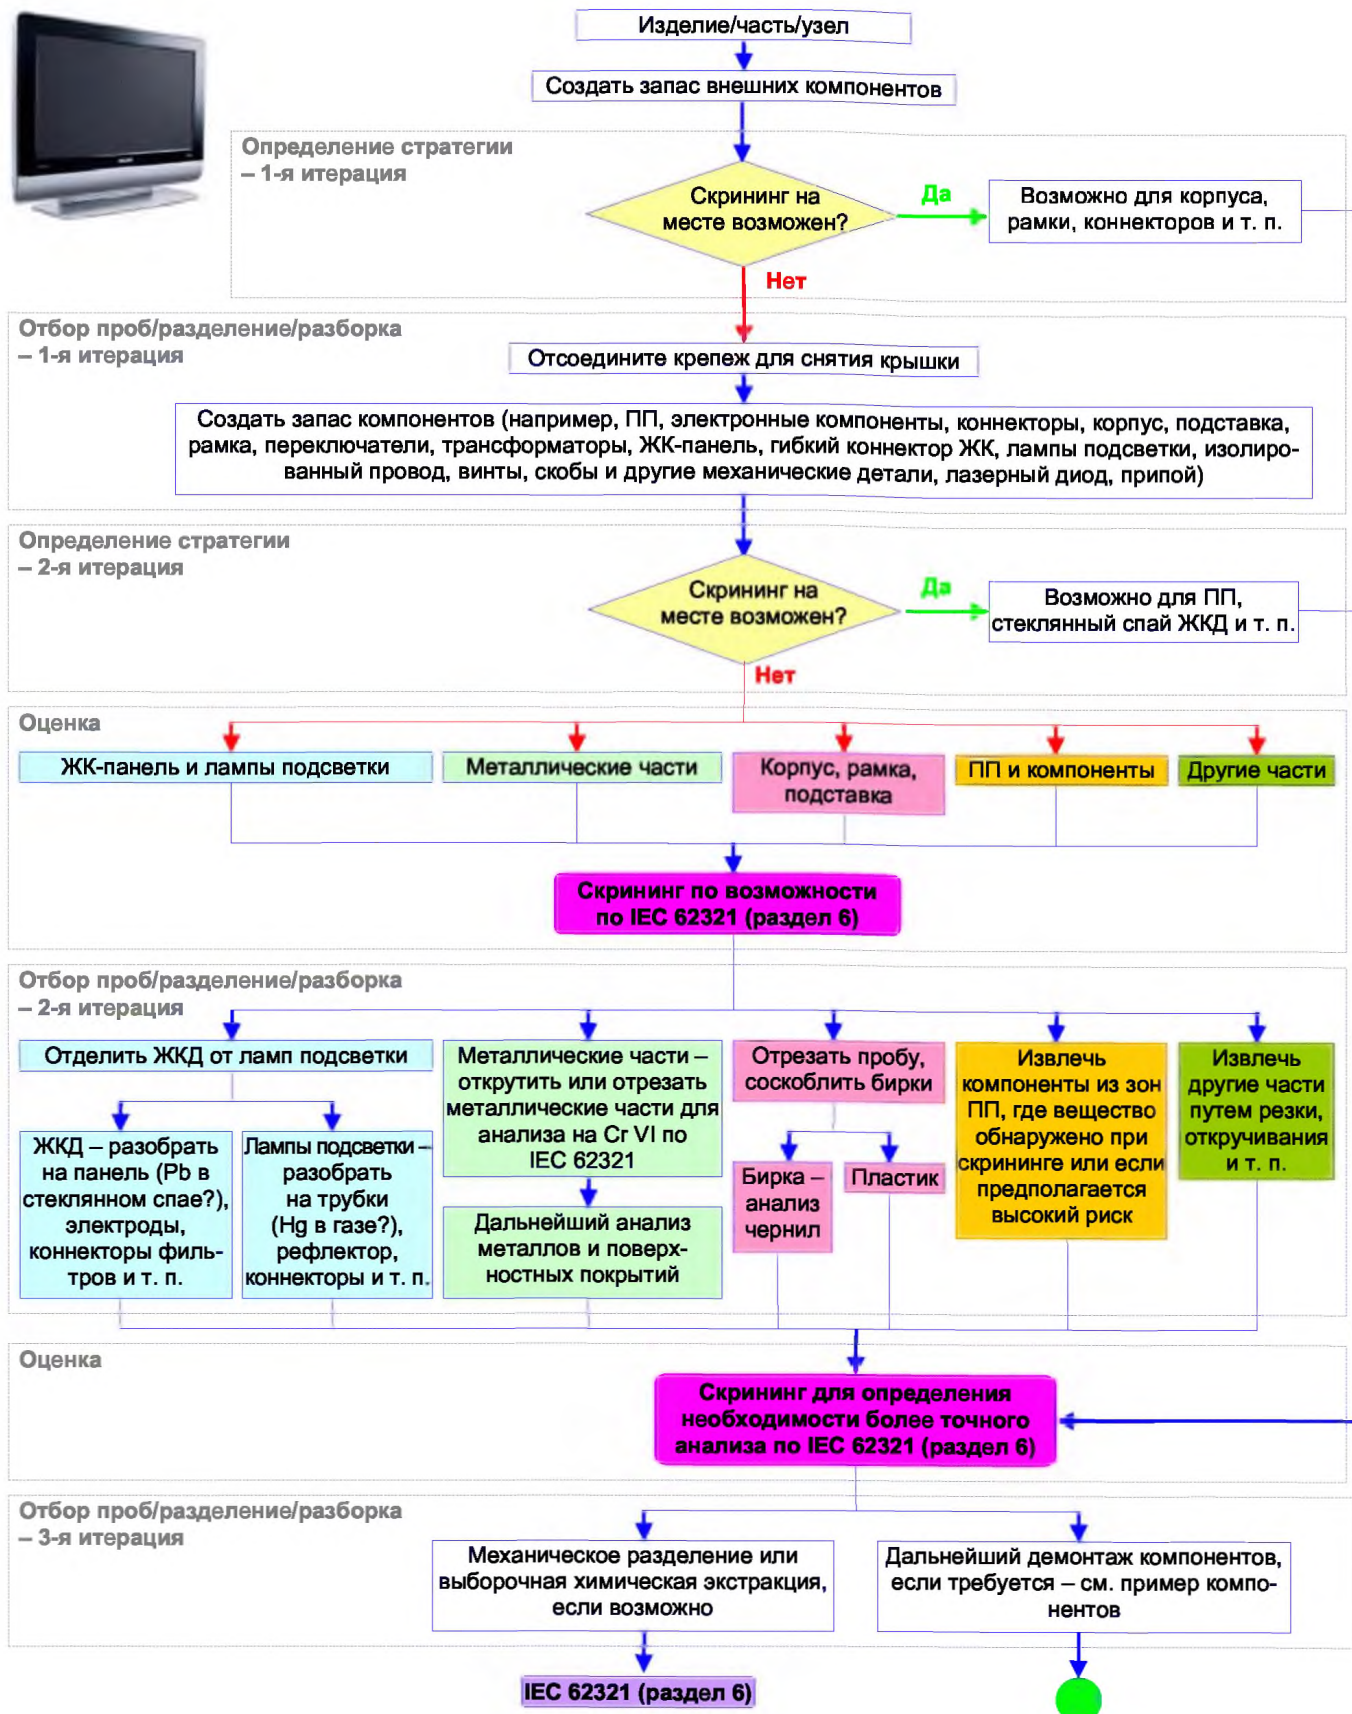 Изделие/часть/узел
Создать запас внешних компонентов
Определение стратегии
– 1-я итерация
Скрининг на
месте возможен?
Да
Возможно для корпуса,
рамки, коннекторов и т. п.
Нет
Отбор проб/разделение/разборка
– 1-я итерация
Отсоедините крепеж для снятия крышки
Создать запас компонентов (например, ПП, электронные компоненты, коннекторы, корпус, подставка,
рамка, переключатели, трансформаторы, ЖК-панель, гибкий коннектор ЖК, лампы подсветки, изолиро-
ванный провод, винты, скобы и другие механические детали, лазерный диод, припой)
Определение стратегии
– 2-я итерация
Скрининг на
месте возможен?
Да
Возможно для ПП,
стеклянный спай ЖКД и т. п.
Нет
Оценка
ЖК-панель и лампы подсветки
Металлические части
Корпус, рамка,
подставка
ПП и компоненты
Другие части
Скрининг по возможности
по IEC 62321 (раздел 6)
Отбор проб/разделение/разборка
– 2-я итерация
Отделить ЖКД от ламп подсветки
ЖКД – разобрать
на панель (Pb в
стеклянном спае?),
электроды,
коннекторы филь-
тров и т. п.
Лампы подсветки –
разобрать
на трубки
(Hg в газе?),
рефлектор,
коннекторы и т. п.
Металлические части –
открутить или отрезать
металлические части для
анализа на Cr VI по
IEC 62321
Дальнейший анализ
металлов и поверх-
ностных покрытий
Отрезать пробу,
соскоблить бирки
Бирка –
анализ
чернил
Пластик
Извлечь
компоненты из зон
ПП, где вещество
обнаружено при
скрининге или если
предполагается
высокий риск
Извлечь
другие части
путем резки,
откручивания
и т. п.
Оценка
Скрининг для определения
необходимости более точного
анализа по IEC 62321 (раздел 6)
Отбор проб/разделение/разборка
– 3-я итерация
Механическое разделение или
выборочная химическая экстракция,
если возможно
Дальнейший демонтаж компонентов,
если требуется – см. пример компо-
нентов
IEC 62321 (раздел 6)